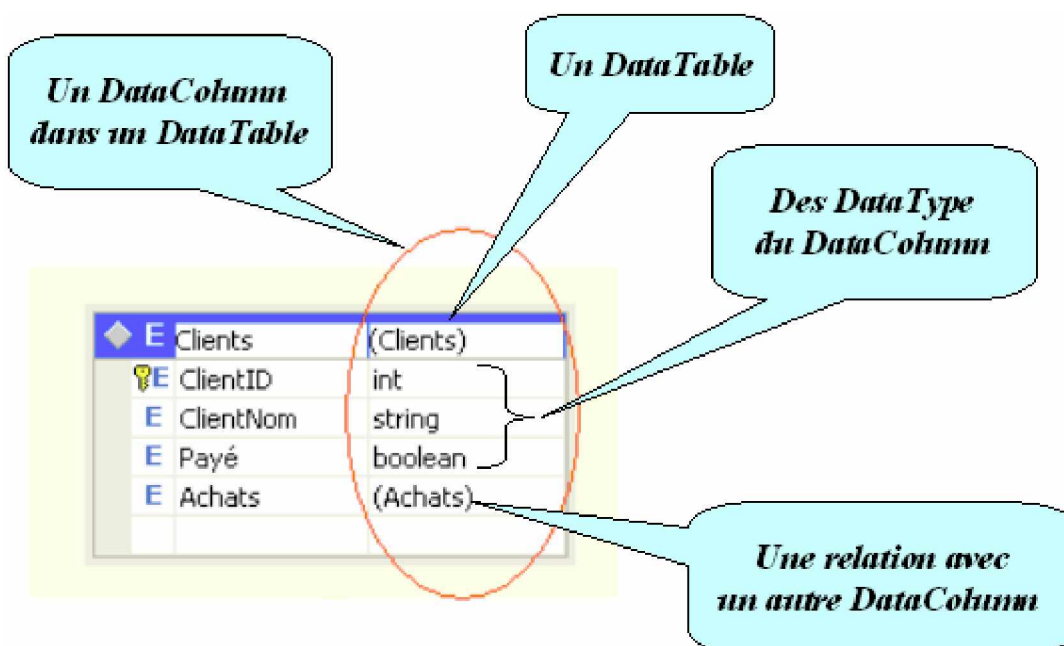 Un DataColumn
dans un DataTable
Un DataTable
Des DataType
du DataColumn
E Clients (Clients)
E ClientID int
E ClientNom string
E Payé boolean
E Achats (Achats)
Une relation avec
un autre DataColumn